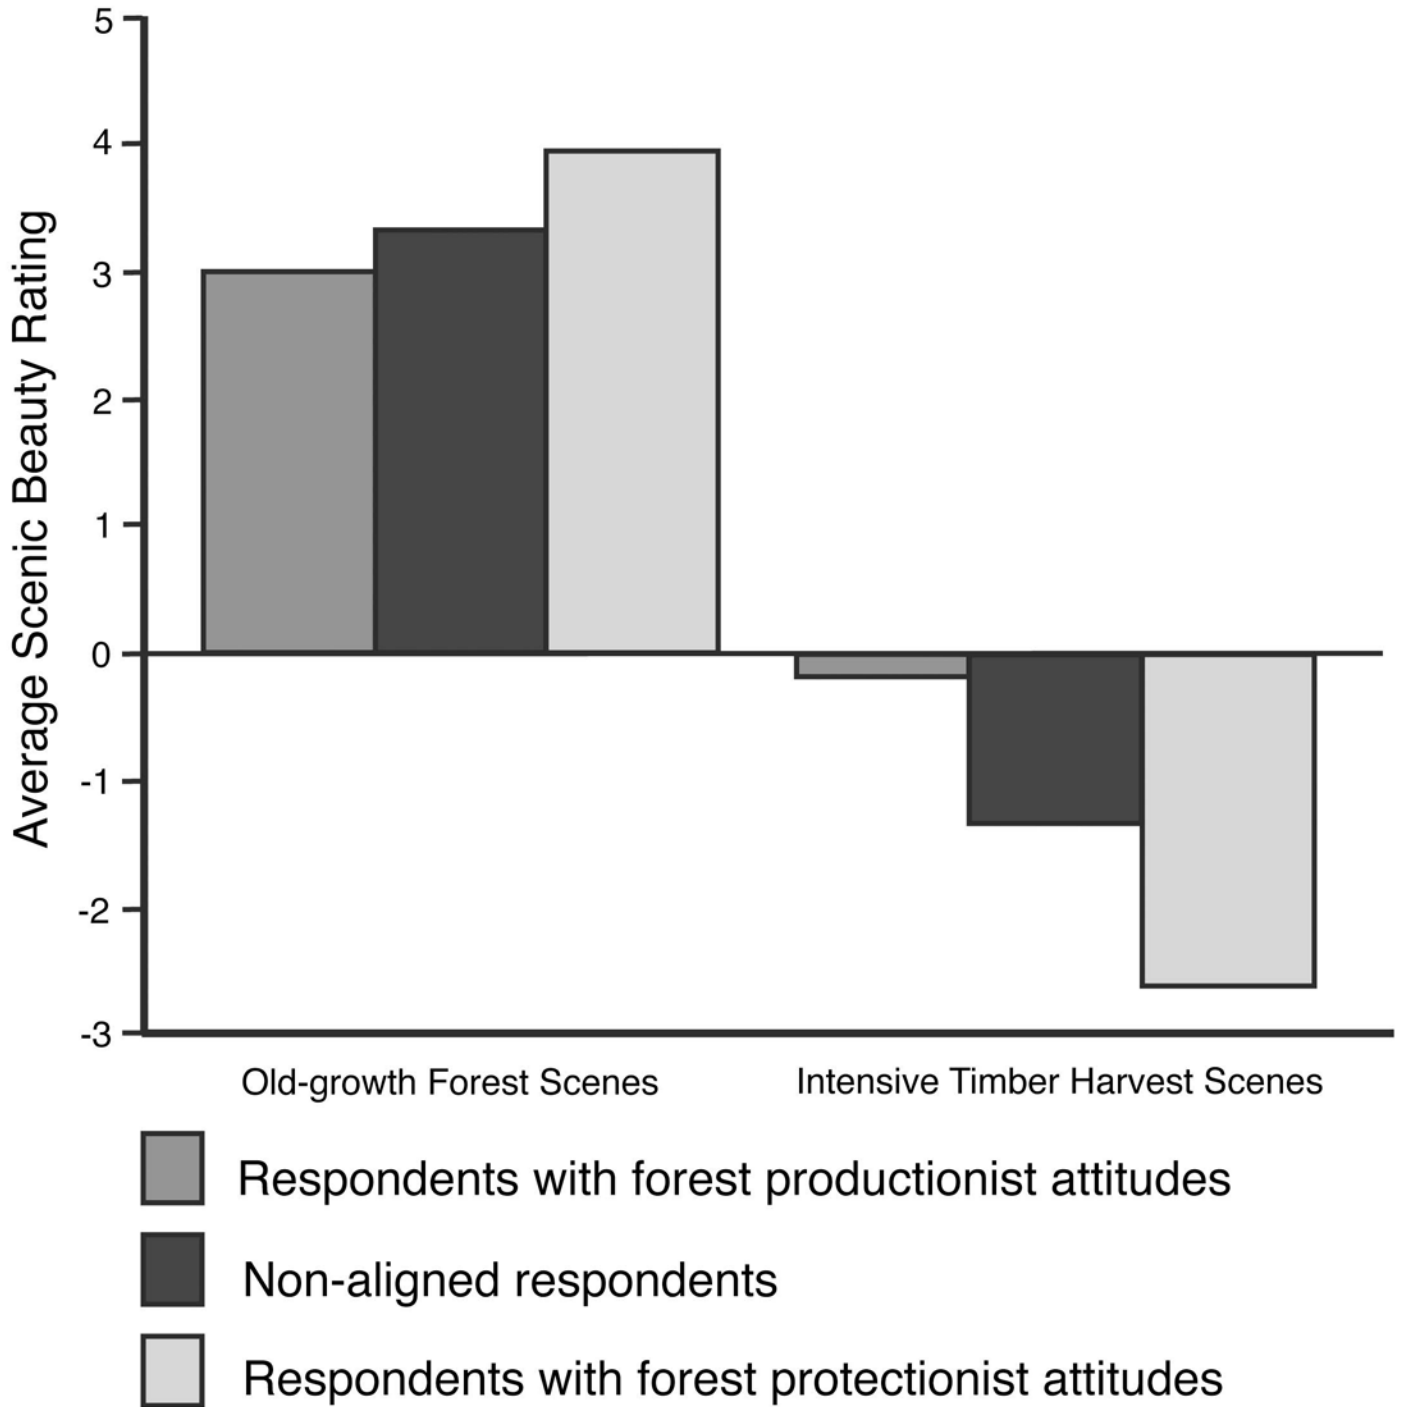 5
4
3
2
1
0
-1
-2
-3
Average Scenic Beauty Rating
Old-growth Forest Scenes
Intensive Timber Harvest Scenes
Respondents with forest productionist attitudes
Non-aligned respondents
Respondents with forest protectionist attitudes